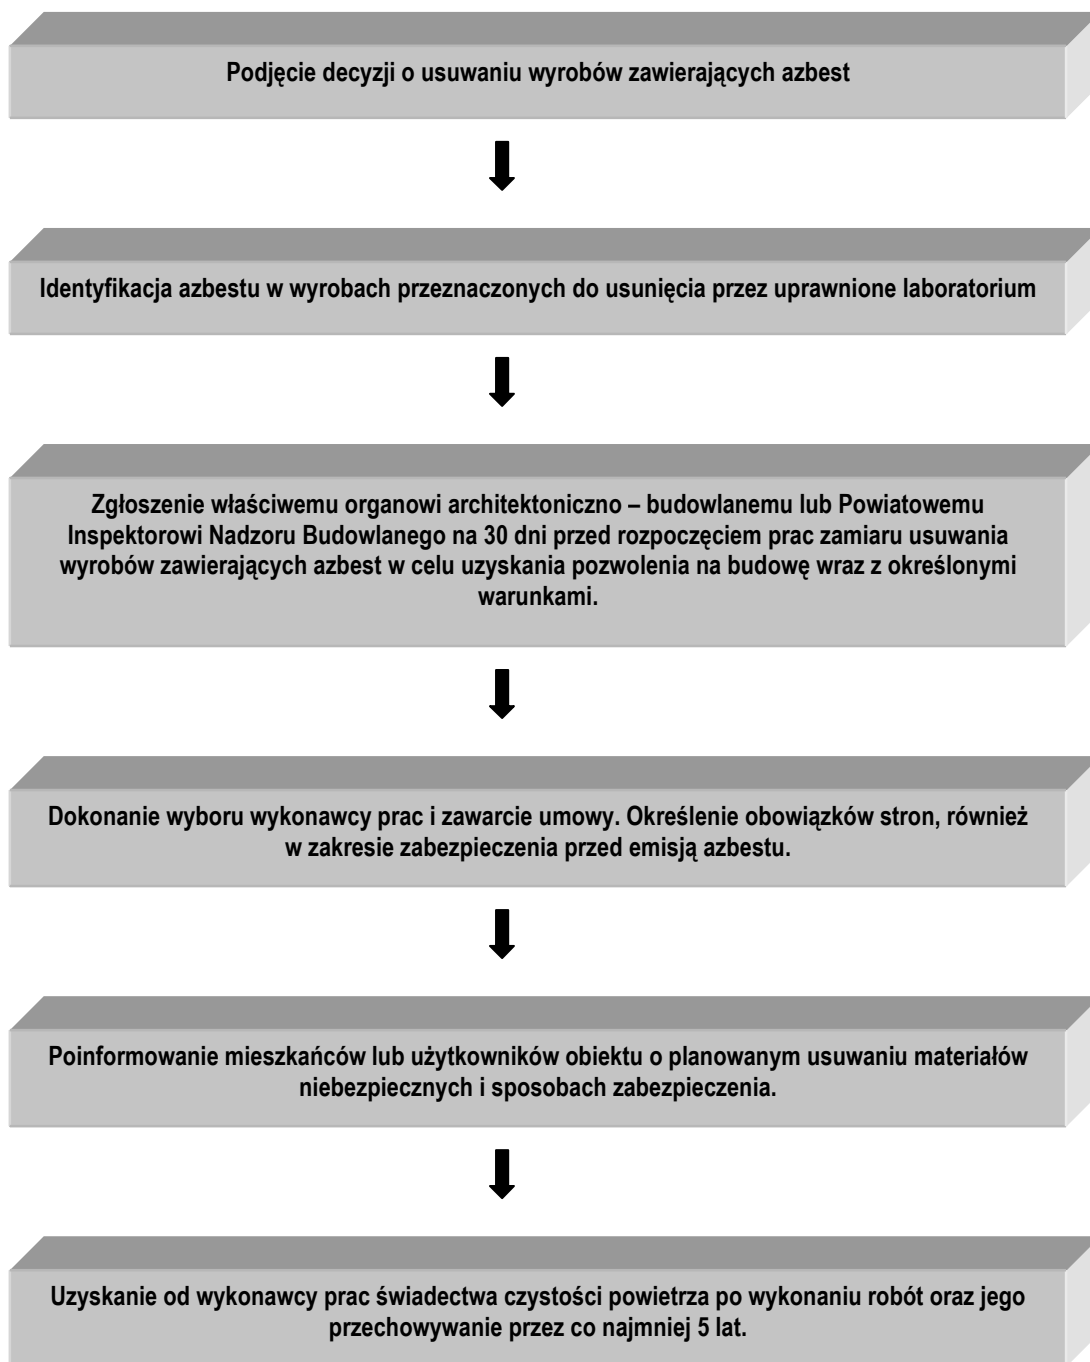 Podjęcie decyzji o usuwaniu wyrobów zawierających azbest
Identyfikacja azbestu w wyrobach przeznaczonych do usunięcia przez uprawnione laboratorium
Zgłoszenie właściwemu organowi architektoniczno – budowlanemu lub Powiatowemu
Inspektorowi Nadzoru Budowlanego na 30 dni przed rozpoczęciem prac zamiaru usuwania
wyrobów zawierających azbest w celu uzyskania pozwolenia na budowę wraz z określonymi
warunkami.
Dokonanie wyboru wykonawcy prac i zawarcie umowy. Określenie obowiązków stron, również
w zakresie zabezpieczenia przed emisją azbestu.
Poinformowanie mieszkańców lub użytkowników obiektu o planowanym usuwaniu materiałów
niebezpiecznych i sposobach zabezpieczenia.
Uzyskanie od wykonawcy prac świadectwa czystości powietrza po wykonaniu robót oraz jego
przechowywanie przez co najmniej 5 lat.